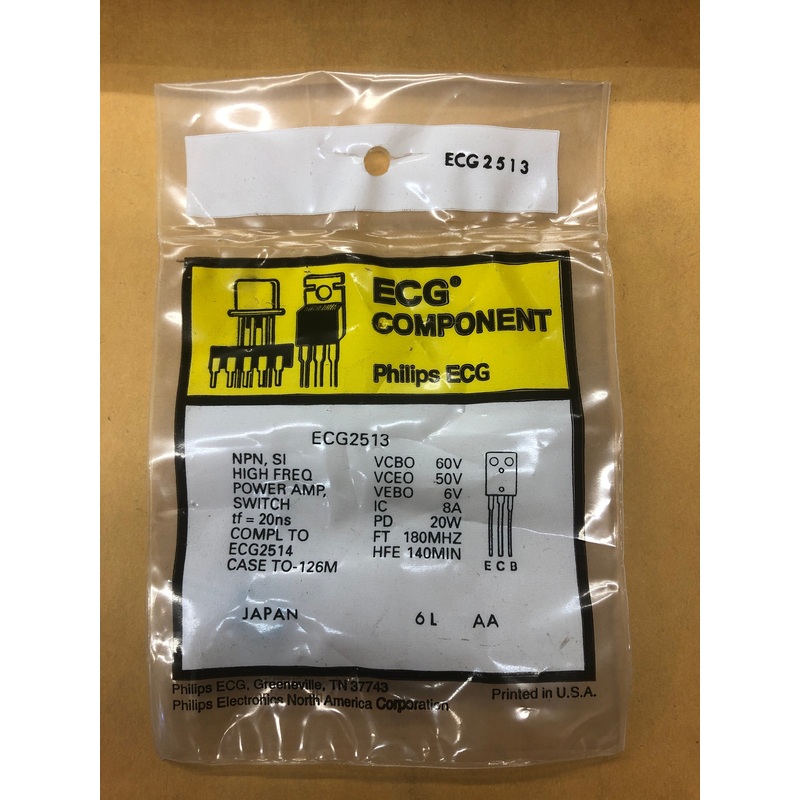 ECG2513
ECG®
COMPONENT
Philips ECG
ECG2513
NPN, SI
HIGH FREQ
POWER AMP,
SWITCH
tf = 20ns
COMPL TO
ECG2514
CASE TO-126M
VCBO 60V
VCEO 50V
VEBO 6V
IC 8A
PD 20W
FT 180MHZ
HFE 140MIN
E C B
JAPAN 6L AA
Philips ECG, Greeneville, TN 37743
Philips Electronics North America Corporation
Printed in U.S.A.